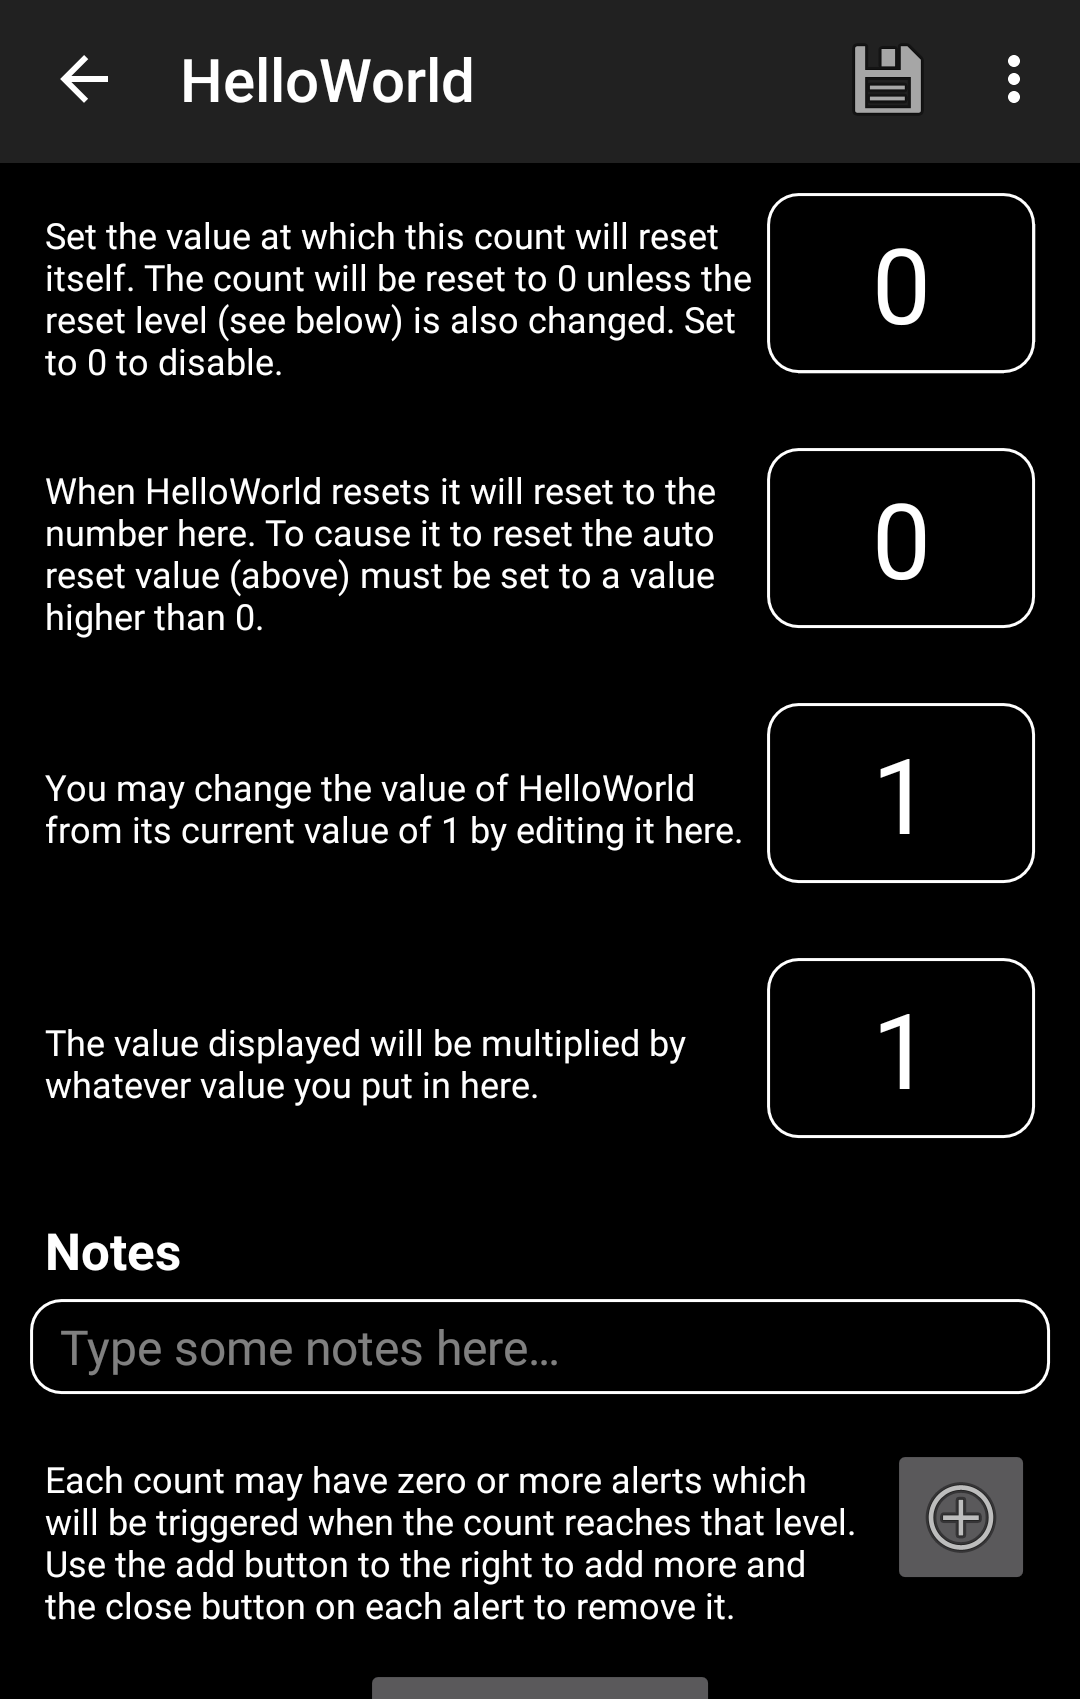 HelloWorld
Set the value at which this count will reset
itself. The count will be reset to 0 unless the
reset level (see below) is also changed. Set
to 0 to disable.
0
When HelloWorld resets it will reset to the
number here. To cause it to reset the auto
reset value (above) must be set to a value
higher than 0.
0
You may change the value of HelloWorld
from its current value of 1 by editing it here.
1
The value displayed will be multiplied by
whatever value you put in here.
1
Notes
Type some notes here...
Each count may have zero or more alerts which
will be triggered when the count reaches that level.
Use the add button to the right to add more and
the close button on each alert to remove it.